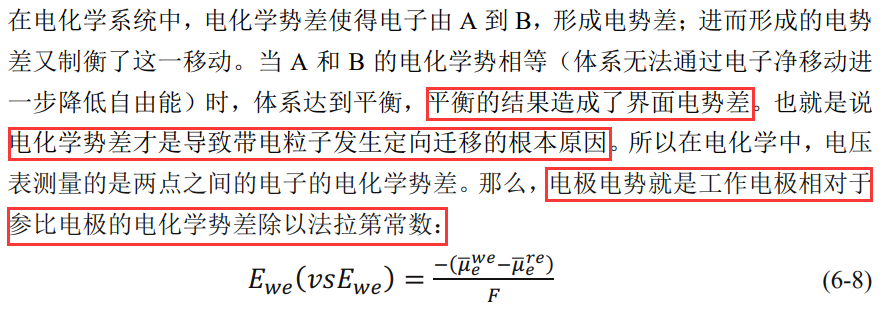 在电化学系统中，电化学势差使得电子由 A 到 B，形成电势差；进而形成的电势
差又制衡了这一移动。当 A 和 B 的电化学势相等（体系无法通过电子净移动进
一步降低自由能）时，体系达到平衡，平衡的结果造成了界面电势差。也就是说
电化学势差才是导致带电粒子发生定向迁移的根本原因。所以在电化学中，电压
表测量的是两点之间的电子的电化学势差。那么，电极电势就是工作电极相对于
参比电极的电化学势差除以法拉第常数：
$E_{we}(vsE_{we}) = \frac{-(\bar{\mu}_e^{we}-\bar{\mu}_e^{re})}{F}$ (6-8)